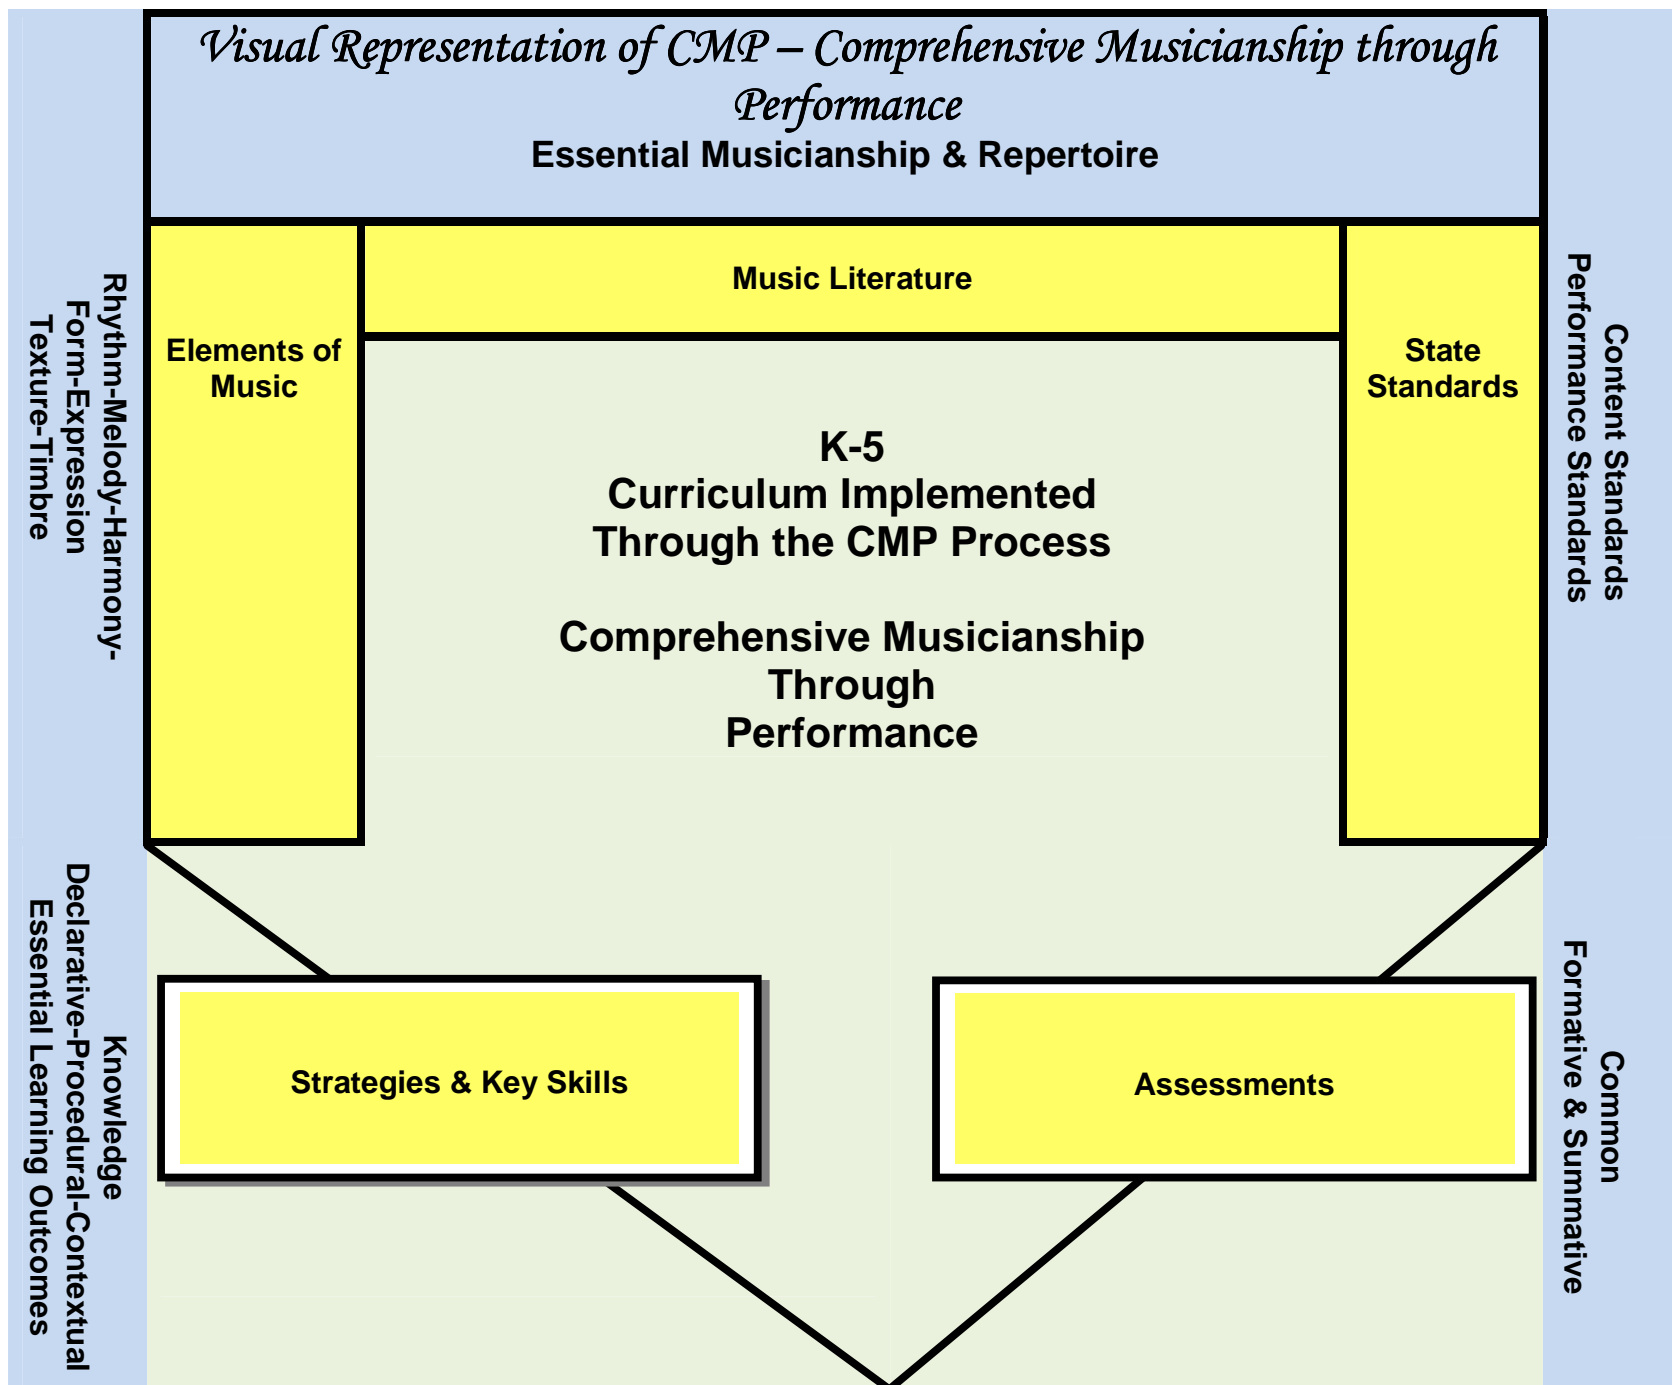 Visual Representation of CMP – Comprehensive Musicianship through
Performance
Essential Musicianship & Repertoire
Rhythm-Melody-Harmony-
Form-Expression
Texture-Timbre
Elements of
Music
Music Literature
State
Standards
Content Standards
Performance Standards
K-5
Curriculum Implemented
Through the CMP Process
Comprehensive Musicianship
Through
Performance
Knowledge
Declarative-Procedural-Contextual
Essential Learning Outcomes
Strategies & Key Skills
Assessments
Common
Formative & Summative